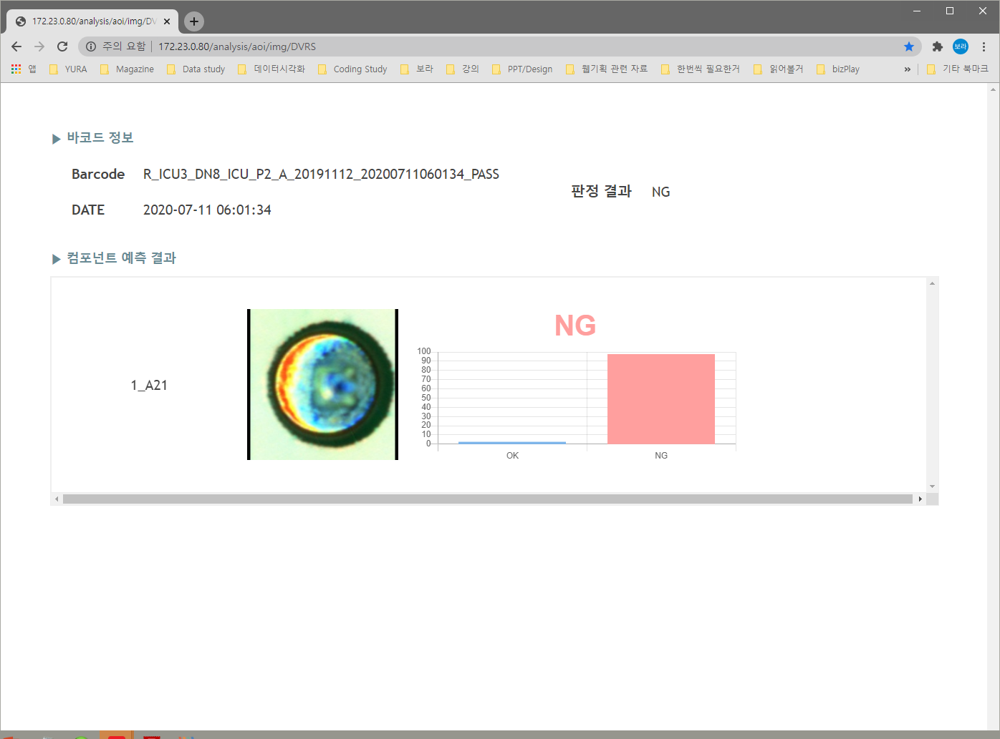 172.23.0.80/analysis/aoi/img/DV
주의 요함 172.23.0.80/analysis/aoi/img/DVRS 보라
앱 YURA Magazine Data study 데이터시각화 Coding Study 보라 강의 PPT/Design 웹기획 관련 자료 한번씩 필요한거 읽어볼거 bizPlay » 기타 북마크
▶ 바코드 정보
Barcode R_ICU3_DN8_ICU_P2_A_20191112_20200711060134_PASS
판정 결과 NG
DATE 2020-07-11 06:01:34
▶ 컴포넌트 예측 결과
NG
1_A21
100
90
80
70
60
50
40
30
20
10
0
OK NG